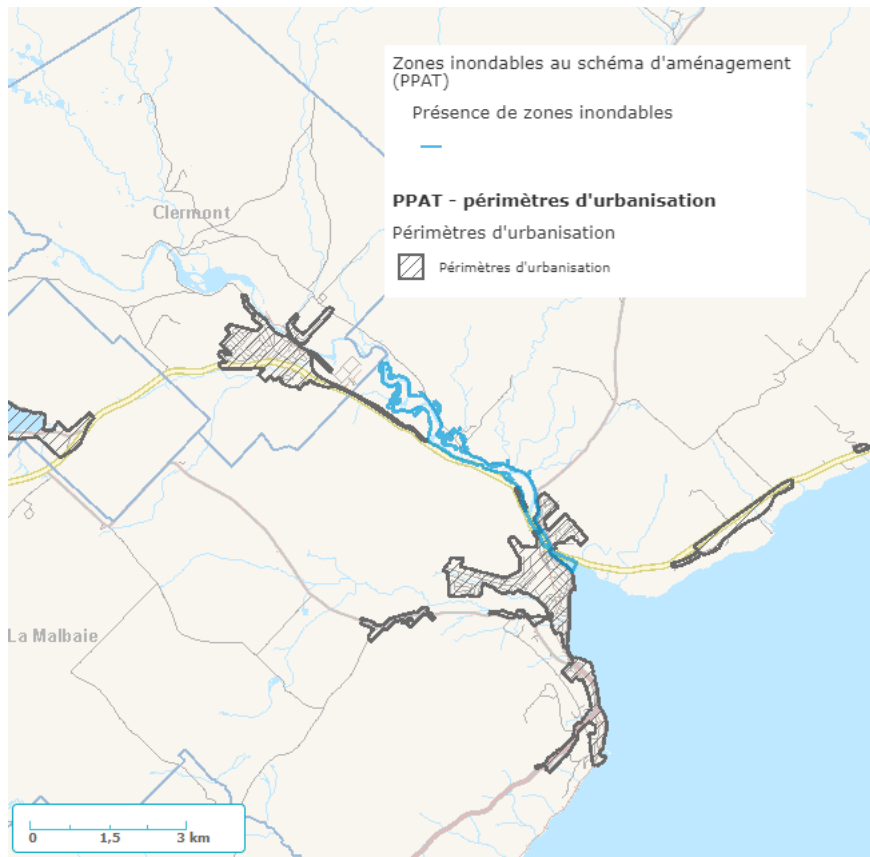 Zones inondables au schéma d'aménagement
(PPAT)
Présence de zones inondables
PPAT - périmètres d'urbanisation
Périmètres d'urbanisation
Périmètres d'urbanisation
Clermont
La Malbaie
0 1,5 3 km